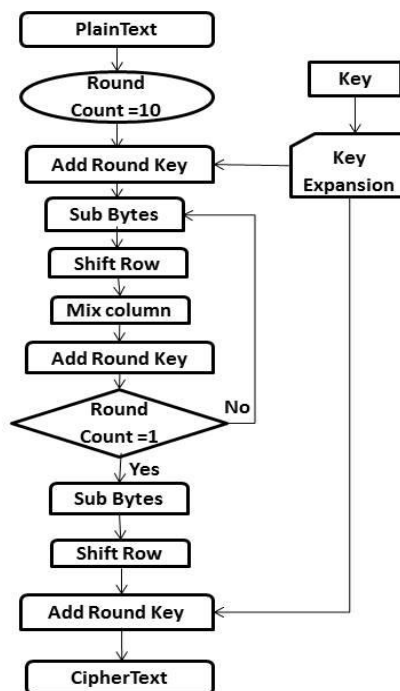 PlainText
Round
Count =10
Key
Add Round Key
Key
Expansion
Sub Bytes
Shift Row
Mix column
Add Round Key
Round
Count =1
No
Yes
Sub Bytes
Shift Row
Add Round Key
CipherText